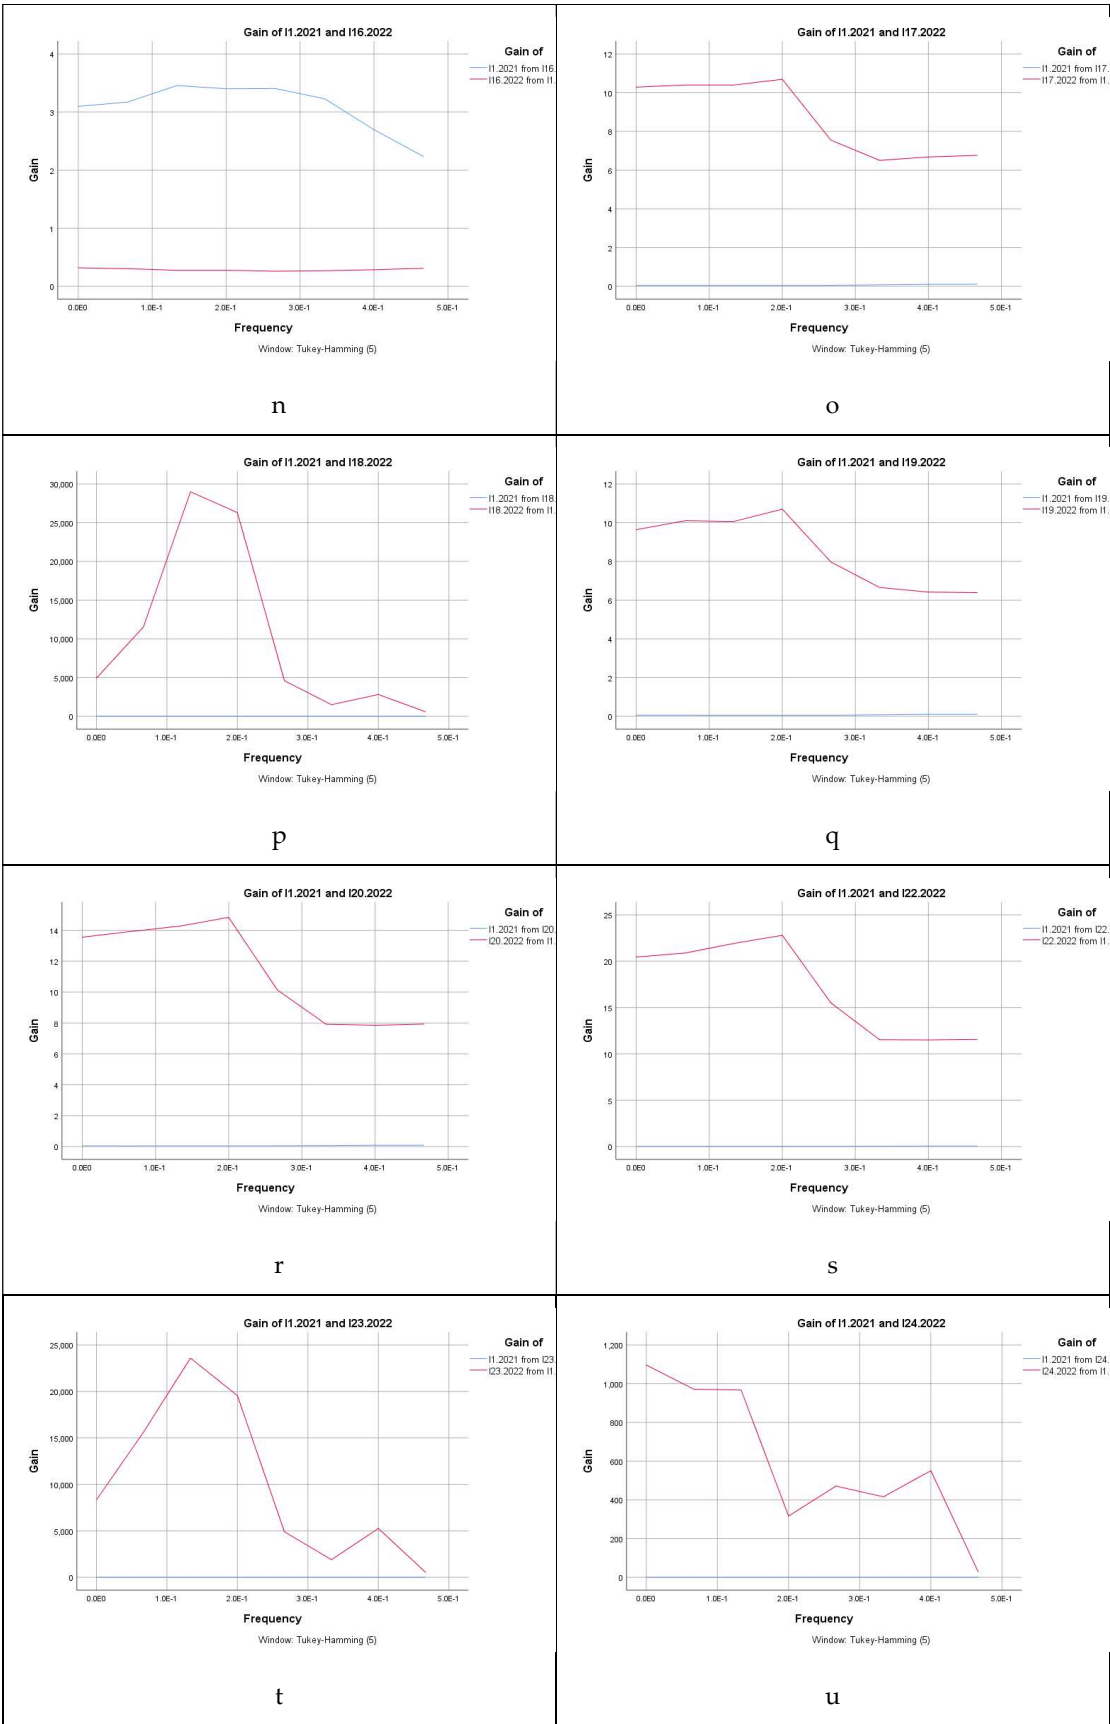 Gain of I1.2021 and I16.2022
Gain of
I1.2021 from I16.
I16.2022 from I1.
4
3
2
1
0
Gain
0.0E0 1.0E-1 2.0E-1 3.0E-1 4.0E-1 5.0E-1
Frequency
Window: Tukey-Hamming (5)
n
Gain of I1.2021 and I17.2022
Gain of
I1.2021 from I17.
I17.2022 from I1.
12
10
8
6
4
2
0
Gain
0.0E0 1.0E-1 2.0E-1 3.0E-1 4.0E-1 5.0E-1
Frequency
Window: Tukey-Hamming (5)
o
Gain of I1.2021 and I18.2022
Gain of
I1.2021 from I18.
I18.2022 from I1.
30,000
25,000
20,000
15,000
10,000
5,000
0
Gain
0.0E0 1.0E-1 2.0E-1 3.0E-1 4.0E-1 5.0E-1
Frequency
Window: Tukey-Hamming (5)
p
Gain of I1.2021 and I19.2022
Gain of
I1.2021 from I19.
I19.2022 from I1.
12
10
8
6
4
2
0
Gain
0.0E0 1.0E-1 2.0E-1 3.0E-1 4.0E-1 5.0E-1
Frequency
Window: Tukey-Hamming (5)
q
Gain of I1.2021 and I20.2022
Gain of
I1.2021 from I20.
I20.2022 from I1.
14
12
10
8
6
4
2
0
Gain
0.0E0 1.0E-1 2.0E-1 3.0E-1 4.0E-1 5.0E-1
Frequency
Window: Tukey-Hamming (5)
r
Gain of I1.2021 and I22.2022
Gain of
I1.2021 from I22.
I22.2022 from I1.
25
20
15
10
5
0
Gain
0.0E0 1.0E-1 2.0E-1 3.0E-1 4.0E-1 5.0E-1
Frequency
Window: Tukey-Hamming (5)
s
Gain of I1.2021 and I23.2022
Gain of
I1.2021 from I23.
I23.2022 from I1.
25,000
20,000
15,000
10,000
5,000
0
Gain
0.0E0 1.0E-1 2.0E-1 3.0E-1 4.0E-1 5.0E-1
Frequency
Window: Tukey-Hamming (5)
t
Gain of I1.2021 and I24.2022
Gain of
I1.2021 from I24.
I24.2022 from I1.
1,200
1,000
800
600
400
200
0
Gain
0.0E0 1.0E-1 2.0E-1 3.0E-1 4.0E-1 5.0E-1
Frequency
Window: Tukey-Hamming (5)
u